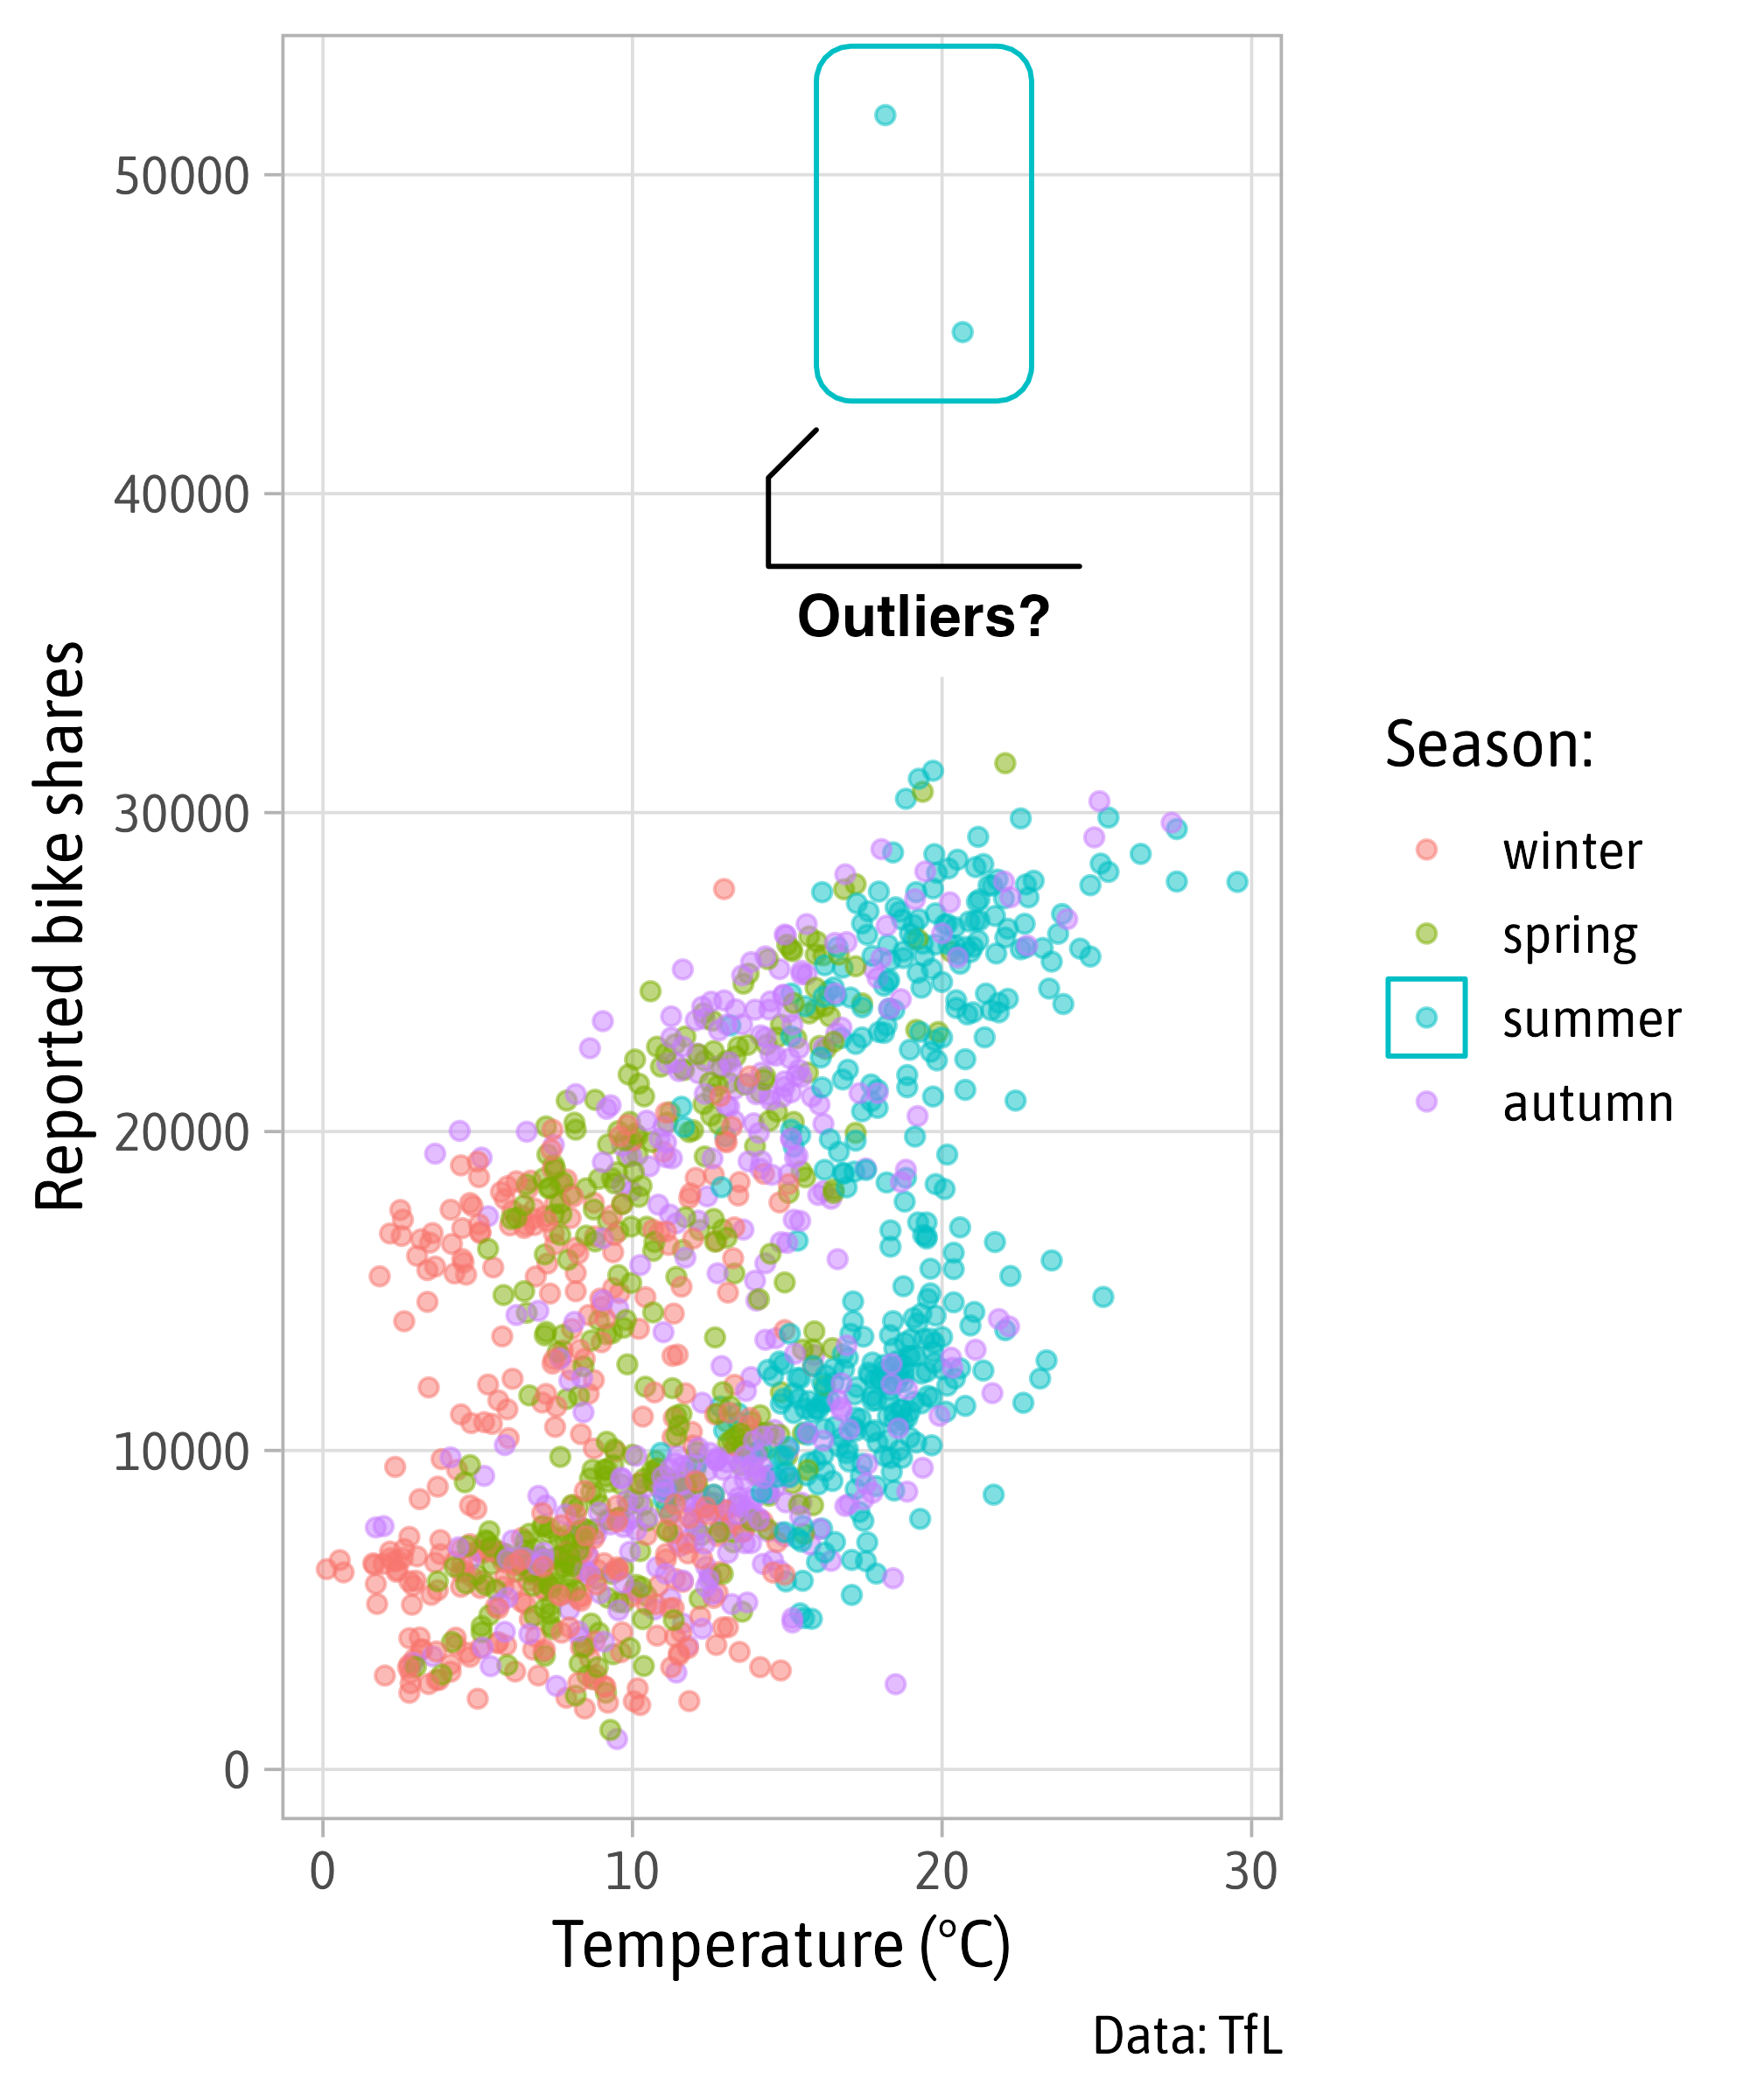 50000
40000
30000
20000
10000
0
Reported bike shares
Outliers?
0 10 20 30
Temperature (°C)
Season:
winter
spring
summer
autumn
Data: TfL